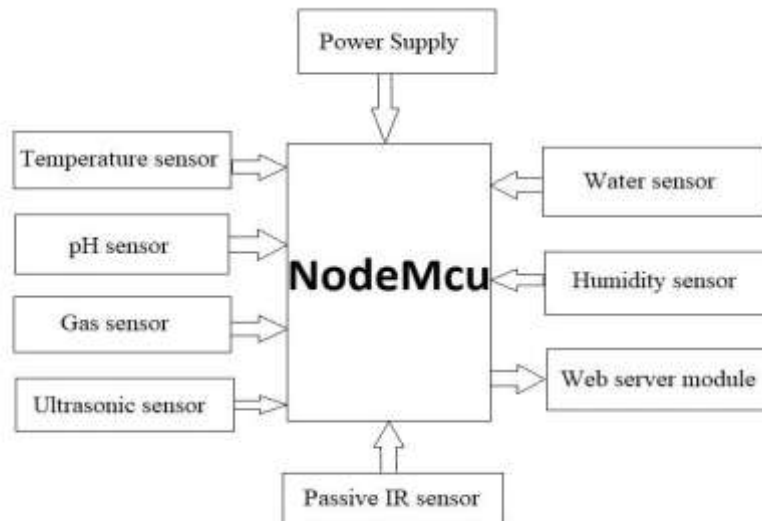 Power Supply
Temperature sensor
pH sensor
Gas sensor
Ultrasonic sensor
NodeMcu
Water sensor
Humidity sensor
Web server module
Passive IR sensor